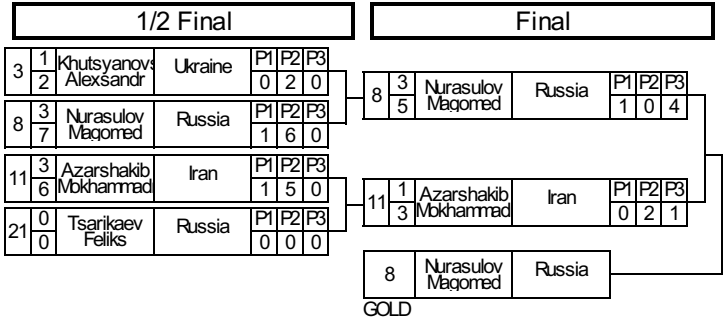 1/2 Final
Final
3 1 Khutsyanovs Ukraine P1 P2 P3
2 Alexsandr 0 2 0
8 3 Nurasulov Russia P1 P2 P3
7 Magomed 1 6 0
11 3 Azarshakib Iran P1 P2 P3
6 Mokhammad 1 5 0
21 0 Tsarikaev Russia P1 P2 P3
0 Feliks 0 0 0
8 3 Nurasulov Russia P1 P2 P3
5 Magomed 1 0 4
11 1 Azarshakib Iran P1 P2 P3
3 Mokhammad 0 2 1
8 Nurasulov Russia
Magomed
GOLD